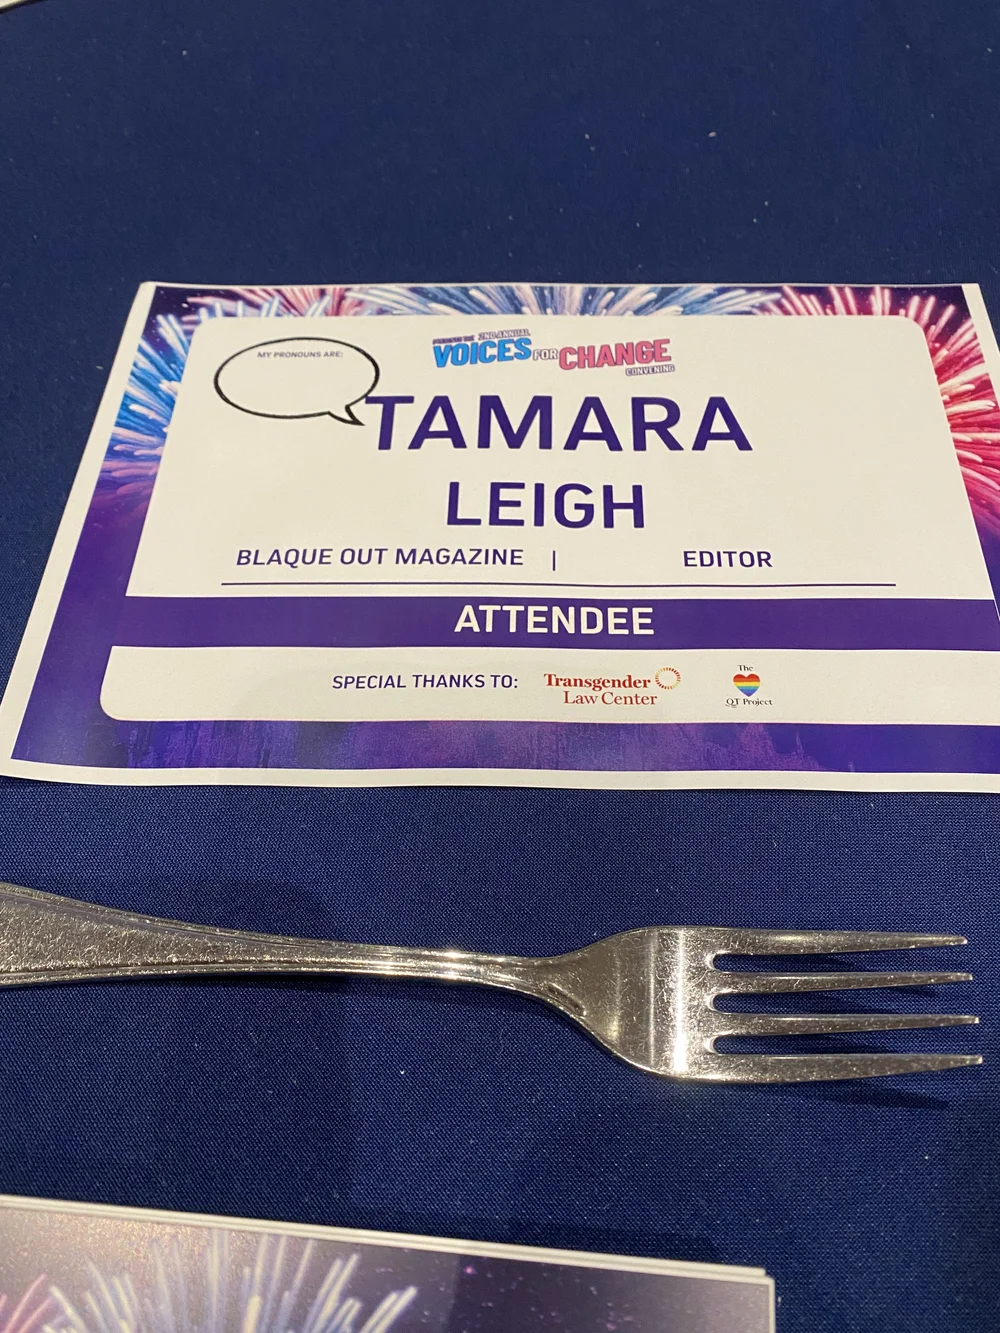 MY PRONOUNS ARE:
2ND ANNUAL
VOICES FOR CHANGE
CONVENING
TAMARA
LEIGH
BLAQUE OUT MAGAZINE | EDITOR
ATTENDEE
SPECIAL THANKS TO:
Transgender
Law Center
The
QT Project